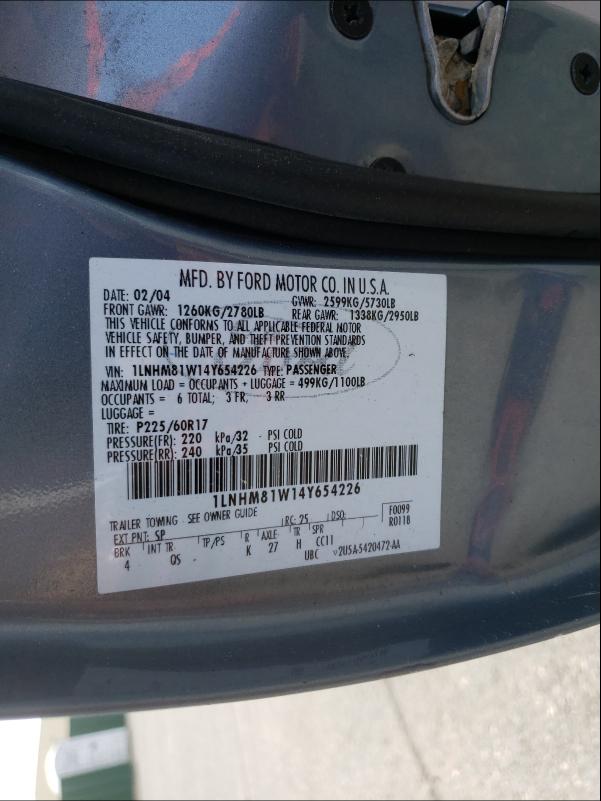 MFD. BY FORD MOTOR CO. IN U.S.A.
DATE: 02/04 GVWR: 2599KG/5730LB
FRONT GAWR: 1260KG/2780LB REAR GAWR: 1338KG/2950LB
THIS VEHICLE CONFORMS TO ALL APPLICABLE FEDERAL MOTOR
VEHICLE SAFETY, BUMPER, AND THEFT PREVENTION STANDARDS
IN EFFECT ON THE DATE OF MANUFACTURE SHOWN ABOVE.
VIN: 1LNHM81W14Y654226 TYPE: PASSENGER
MAXIMUM LOAD = OCCUPANTS + LUGGAGE = 499KG/1100LB
OCCUPANTS = 6 TOTAL; 3 FR, 3 RR
LUGGAGE =
TIRE: P225/60R17
PRESSURE(FR) 220 kPa/32 PSI COLD
PRESSURE(RR) 240 kPa/35 PSI COLD
1LNHM81W14Y654226
TRAILER TOWING - SEE OWNER GUIDE F0099
EXT PNT: SP RC: 25 DSO: R0118
BRK INT TR TP/PS R AXLE TR SPR
4 QS K 27 H CC11
UBC V2U5A-5420472-AA